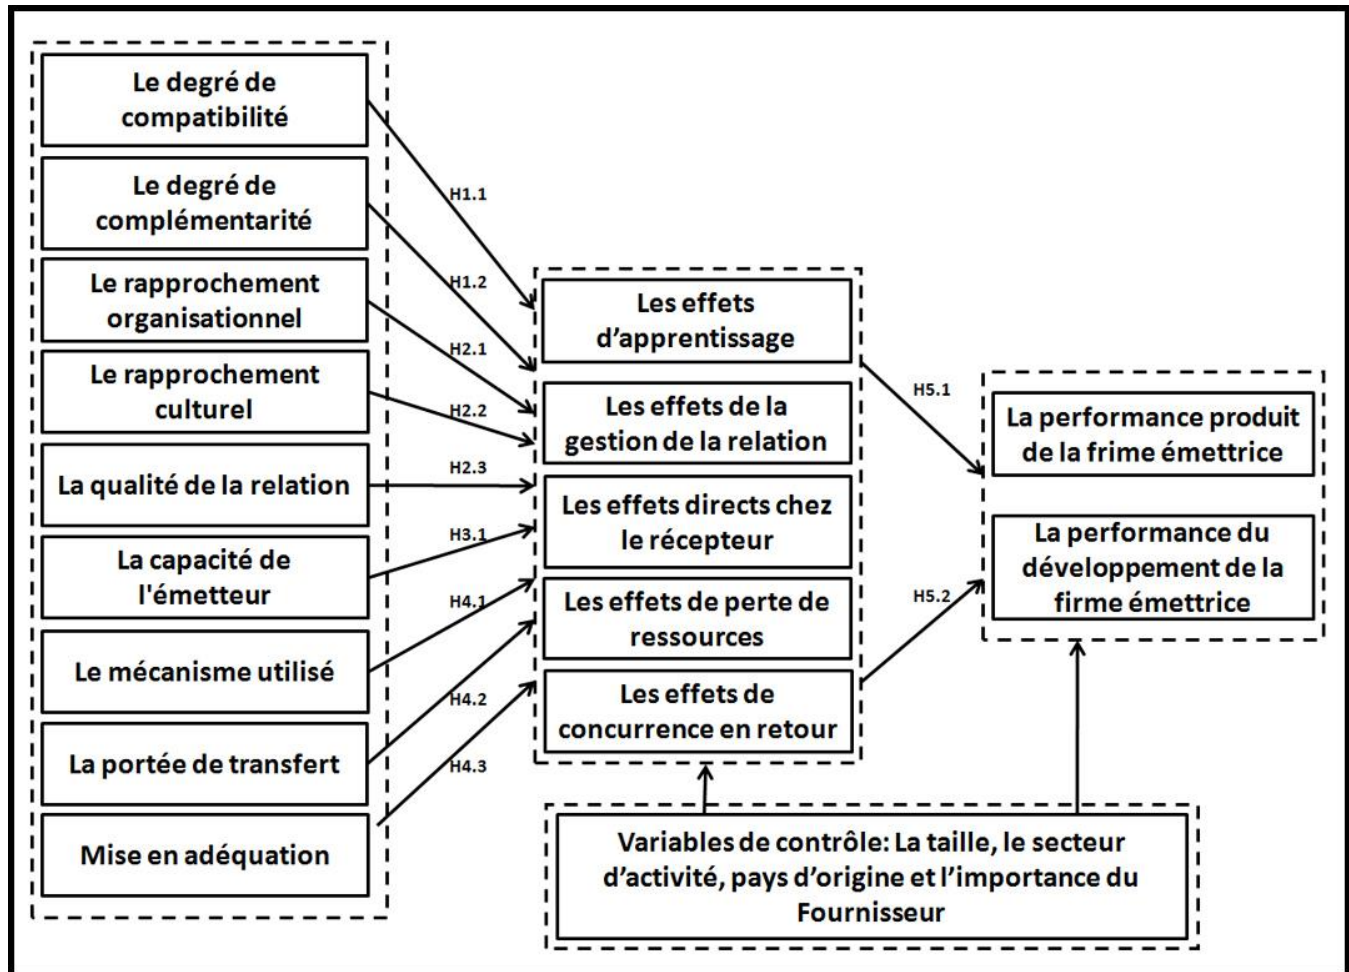 Le degré de
compatibilité
Le degré de
complémentarité
Le rapprochement
organisationnel
Le rapprochement
culturel
La qualité de la relation
La capacité de
l'émetteur
Le mécanisme utilisé
La portée de transfert
Mise en adéquation
H1.1
H1.2
H2.1
H2.2
H2.3
H3.1
H4.1
H4.2
H4.3
Les effets
d’apprentissage
Les effets de la
gestion de la relation
Les effets directs chez
le récepteur
Les effets de perte de
ressources
Les effets de
concurrence en retour
H5.1
H5.2
La performance produit
de la frime émettrice
La performance du
développement de la
firme émettrice
Variables de contrôle: La taille, le secteur
d’activité, pays d’origine et l’importance du
Fournisseur